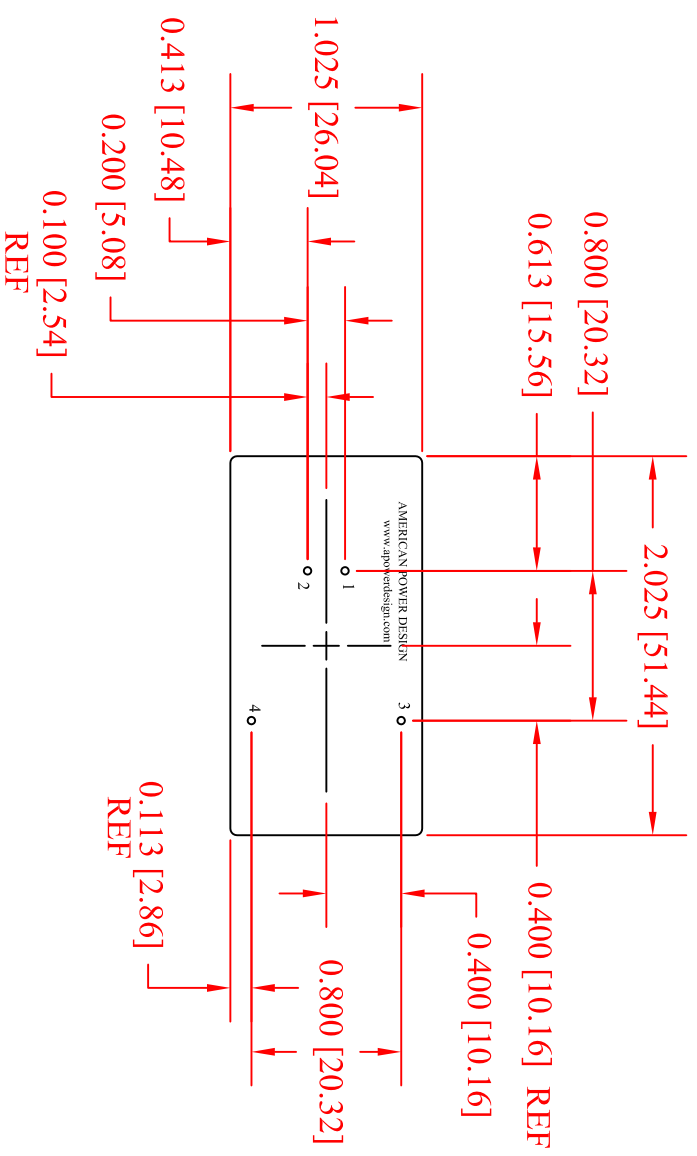 2.025 [51.44]
0.800 [20.32]
0.613 [15.56]
0.400 [10.16] REF
0.400 [10.16]
AMERICAN POWER DESIGN
www.apowerdesign.com
1
2
3
4
1.025 [26.04]
0.413 [10.48]
0.200 [5.08]
0.100 [2.54]
REF
0.800 [20.32]
0.113 [2.86]
REF